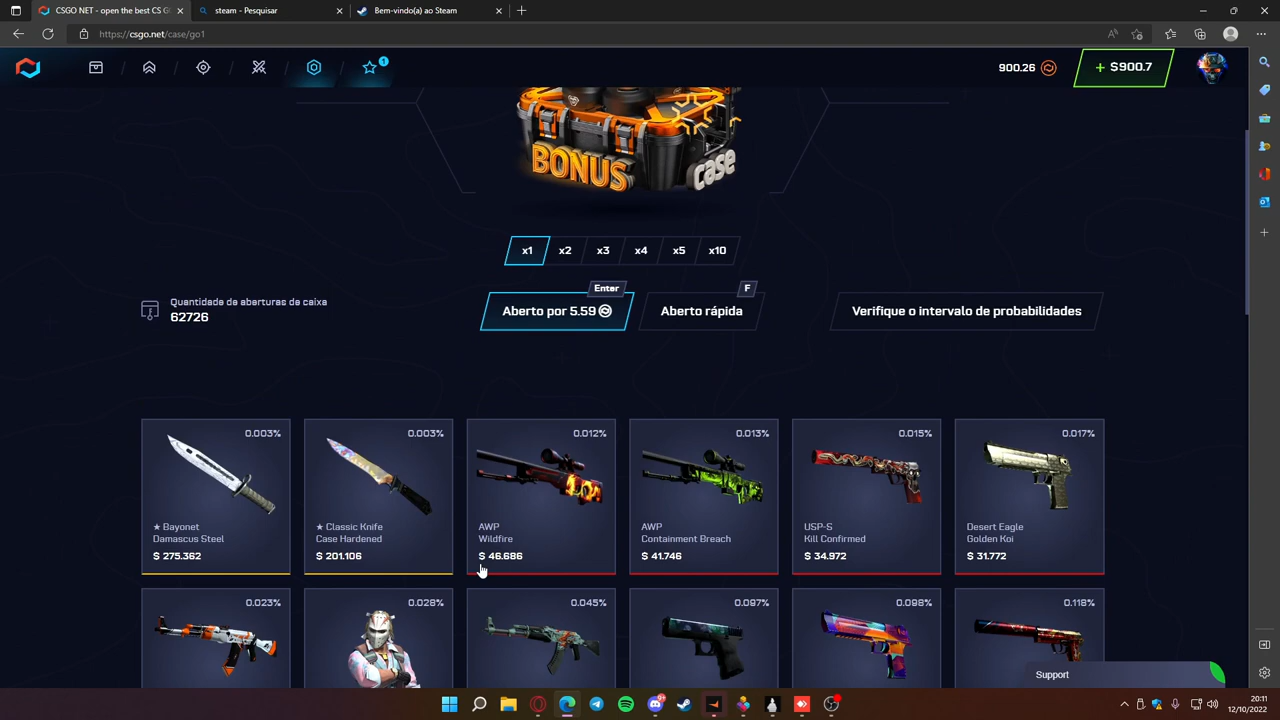 CSGO NET - open the best CS G
steam - Pesquisar
Bem-vindo(a) ao Steam
https://csgo.net/case/go1
1
900.26
+ $900.7
BONUS case
x1 x2 x3 x4 x5 x10
Enter
F
Quantidade de aberturas de caixa
62726
Aberto por 5.59
Aberto rápida
Verifique o intervalo de probabilidades
0.003%
★ Bayonet
Damascus Steel
$ 275.362
0.003%
★ Classic Knife
Case Hardened
$ 201.106
0.012%
AWP
Wildfire
$ 46.686
0.013%
AWP
Containment Breach
$ 41.746
0.015%
USP-S
Kill Confirmed
$ 34.972
0.017%
Desert Eagle
Golden Koi
$ 31.772
0.023%
0.028%
0.045%
0.097%
0.098%
0.118%
Support
9+
20:11
12/10/2022